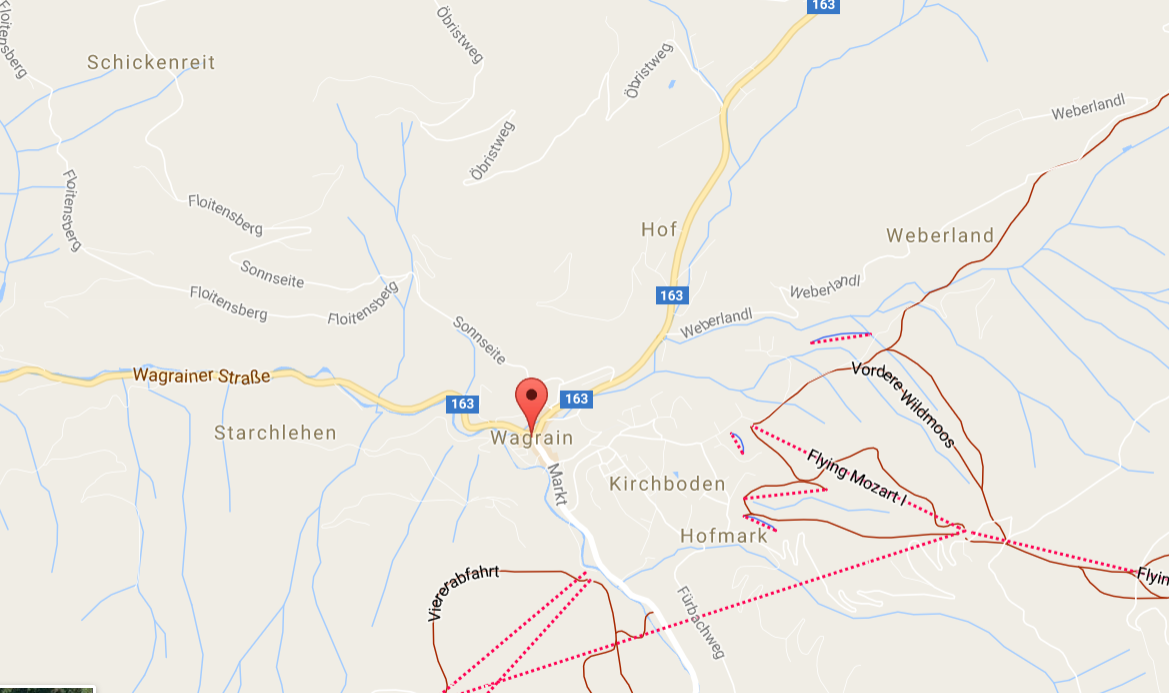 163
Floitensberg
Öbristweg
Schickenreit
Öbristweg
Weberlandl
Öbristweg
Floitensberg
Floitensberg
Hof
Weberland
Sonnseite
Floitensberg
Floitensberg
Weberlandl
163
Weberlandl
Sonnseite
Wagrainer Straße
Vordere Wildmoos
163
163
Starchlehen
Wagrain
Flying Mozart I
Markt
Kirchboden
Hofmark
Viererabfahrt
Flyin
Fürbachweg